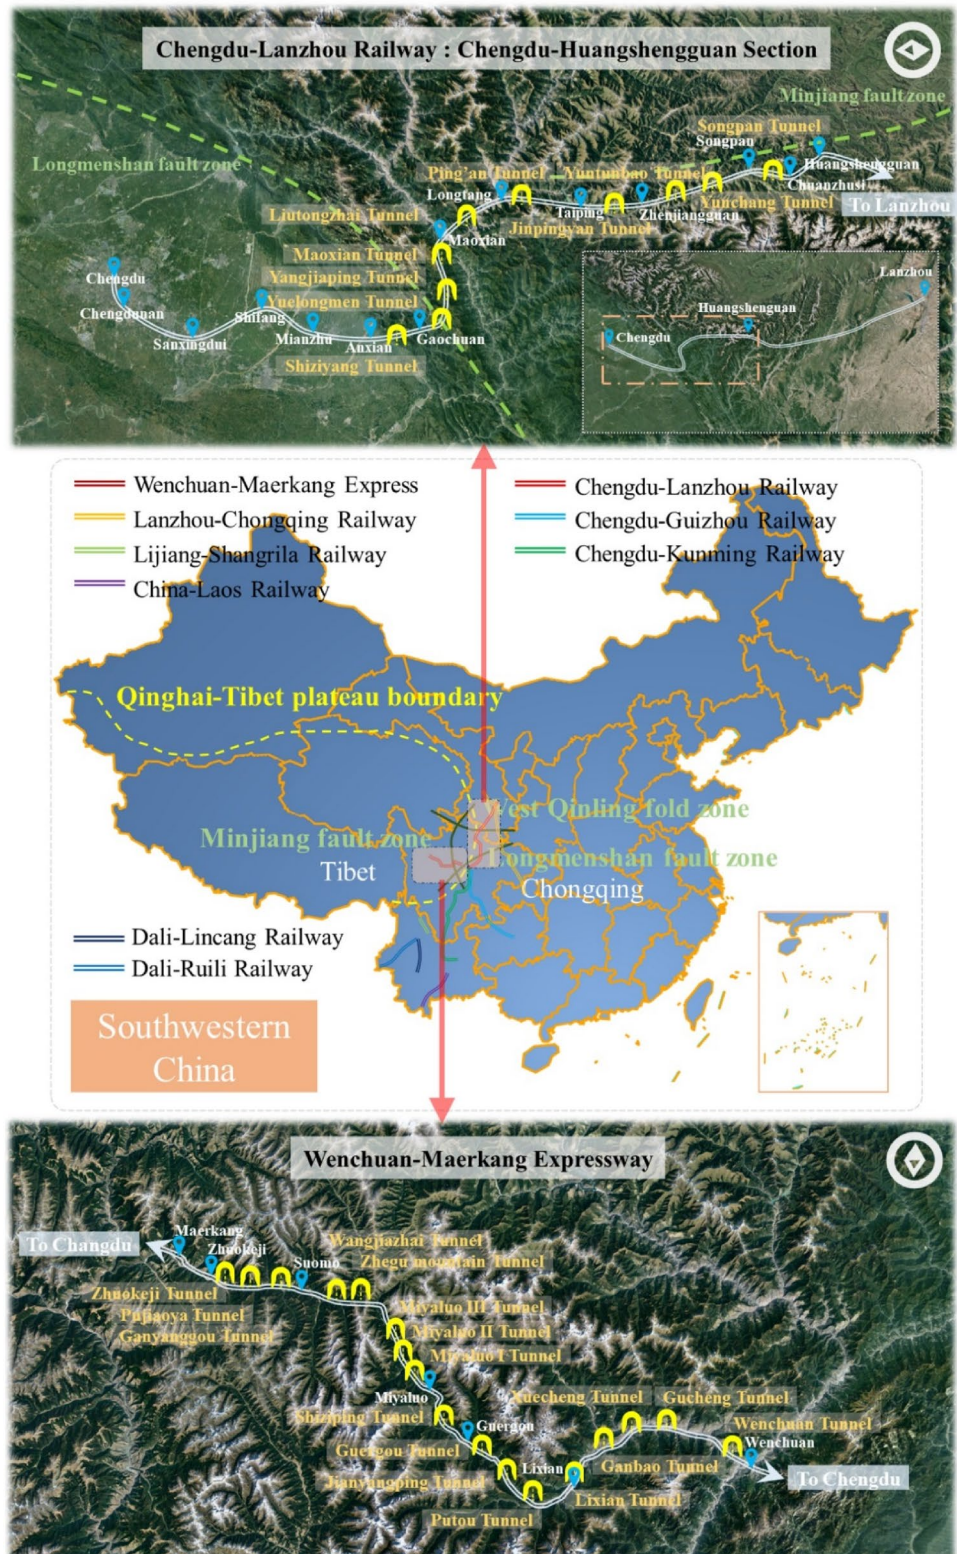 Chengdu-Lanzhou Railway : Chengdu-Huangshengguan Section
Minjiang fault zone
Songpan Tunnel
Songpan
Longmenshan fault zone
Ping'an Tunnel
Yuntunbao Tunnel
Huangshengguan
Longtang
Chuanzhusi
Taiping
Zhenjiangguan
Yunchang Tunnel
To Lanzhou
Liutongzhai Tunnel
Jinpingyan Tunnel
Maoxian
Maoxian Tunnel
Chengdu
Yangjiaping Tunnel
Lanzhou
Chengdunan
Yuelongmen Tunnel
Huangshenguan
Shifang
Sanxingdui
Mianzhu
Anxian
Gaochuan
Chengdu
Shiziyang Tunnel
Wenchuan-Maerkang Express
Lanzhou-Chongqing Railway
Lijiang-Shangrila Railway
China-Laos Railway
Chengdu-Lanzhou Railway
Chengdu-Guizhou Railway
Chengdu-Kunming Railway
Qinghai-Tibet plateau boundary
West Qinling fold zone
Minjiang fault zone
Longmenshan fault zone
Tibet
Chongqing
Dali-Lincang Railway
Dali-Ruili Railway
Southwestern
China
Wenchuan-Maerkang Expressway
To Changdu
Maerkang
Zhuokeji
Suomo
Wangjiazhai Tunnel
Zhegu mountain Tunnel
Zhuokeji Tunnel
Pujiaoya Tunnel
Ganyanggou Tunnel
Miyaluo III Tunnel
Miyaluo II Tunnel
Miyaluo I Tunnel
Miyaluo
Shiziping Tunnel
Xuecheng Tunnel
Gucheng Tunnel
Guergou
Wenchuan Tunnel
Guergou Tunnel
Wenchuan
Lixian
Ganbao Tunnel
Jianyangping Tunnel
To Chengdu
Lixian Tunnel
Putou Tunnel